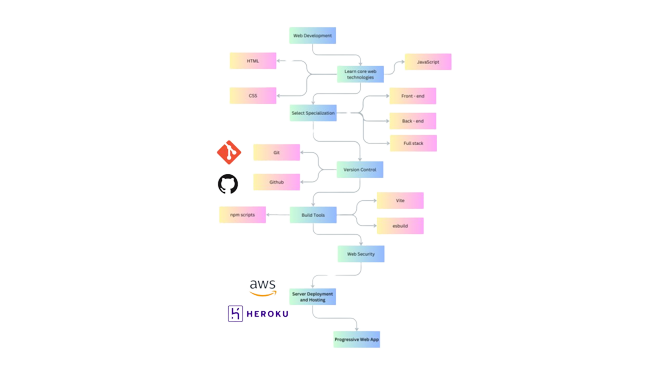 Web Development
HTML
JavaScript
Learn core web
technologies
CSS
Front - end
Select Specialization
Back - end
Full stack
Git
Version Control
Github
Vite
npm scripts
Build Tools
esbuild
Web Security
aws
Server Deployment
and Hosting
HEROKU
Progressive Web App